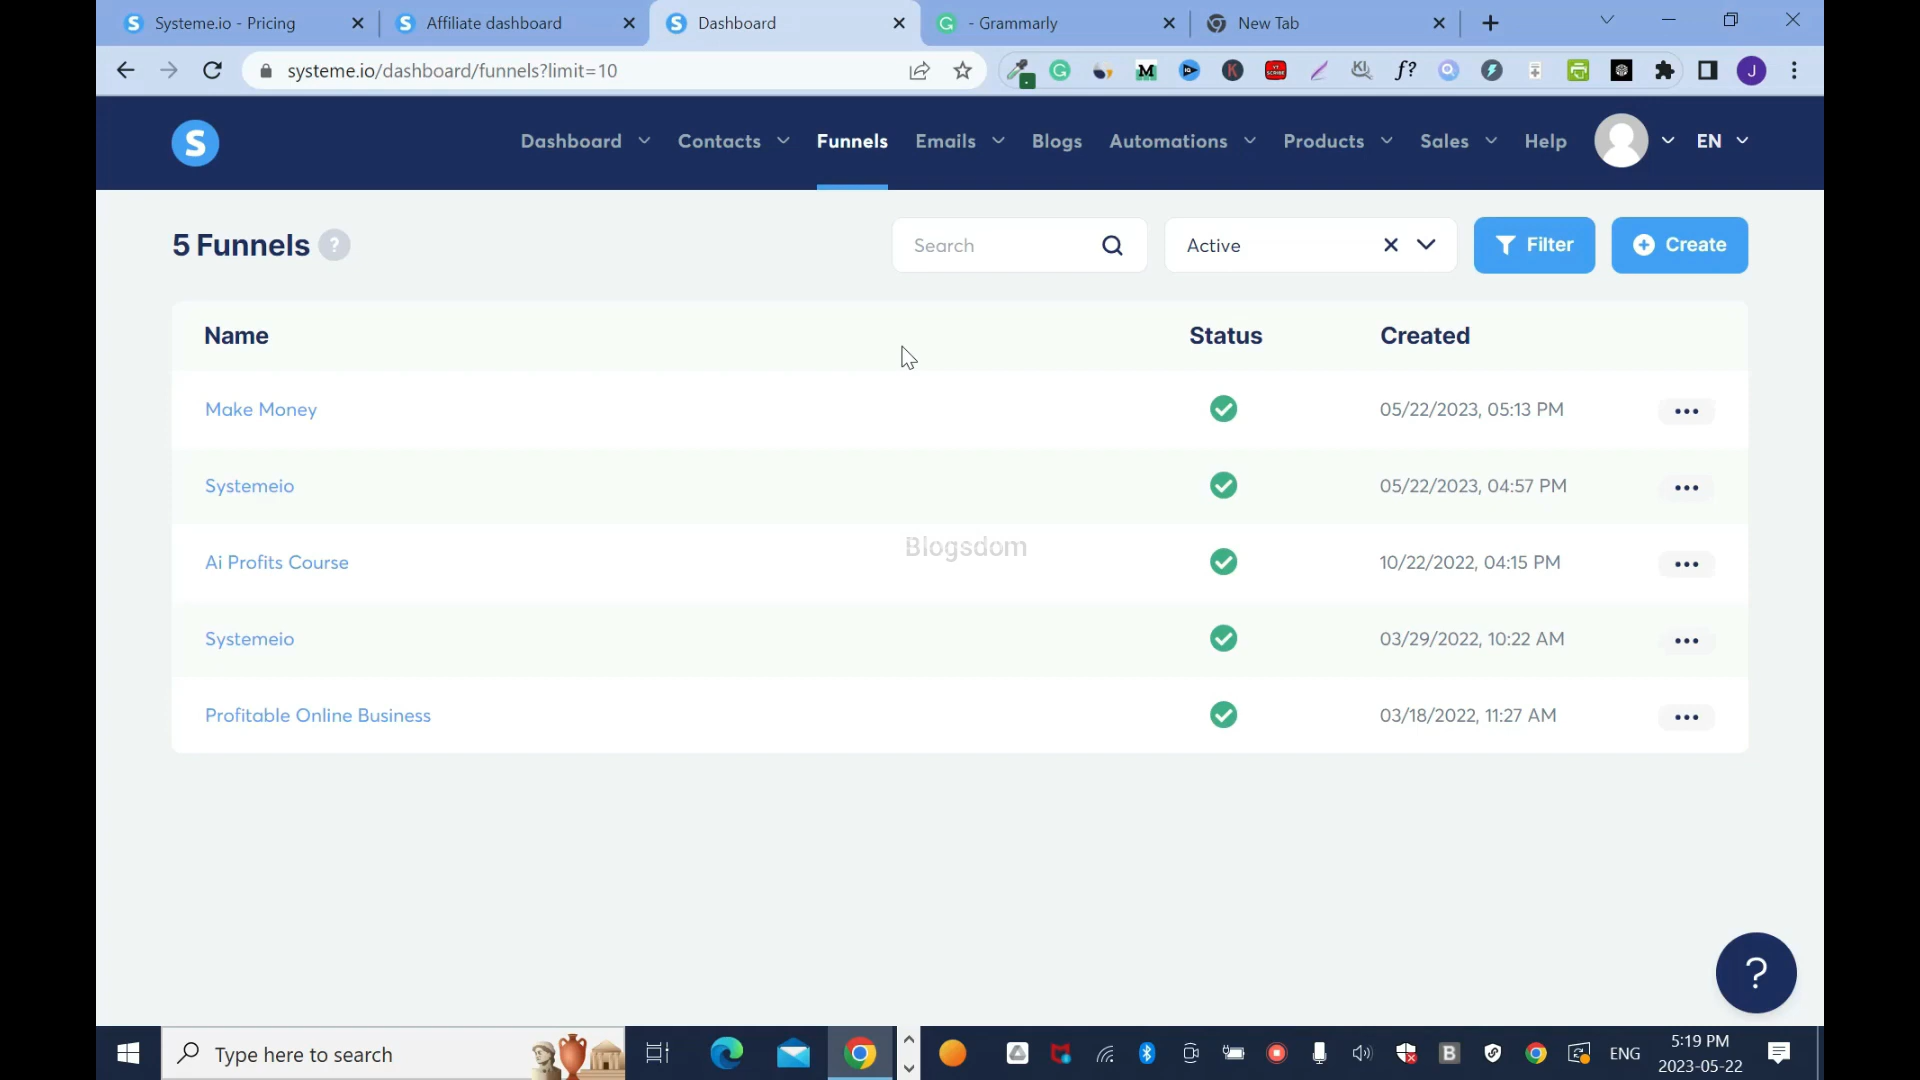 Systeme.io - Pricing
Affiliate dashboard
Dashboard
- Grammarly
New Tab
systeme.io/dashboard/funnels?limit=10
S
Dashboard
Contacts
Funnels
Emails
Blogs
Automations
Products
Sales
Help
EN
5 Funnels ?
Search
Active
Filter
Create
Name Status Created
Make Money 05/22/2023, 05:13 PM
Systemeio 05/22/2023, 04:57 PM
Ai Profits Course 10/22/2022, 04:15 PM
Blogsdom
Systemeio 03/29/2022, 10:22 AM
Profitable Online Business 03/18/2022, 11:27 AM
?
Type here to search
ENG
5:19 PM
2023-05-22